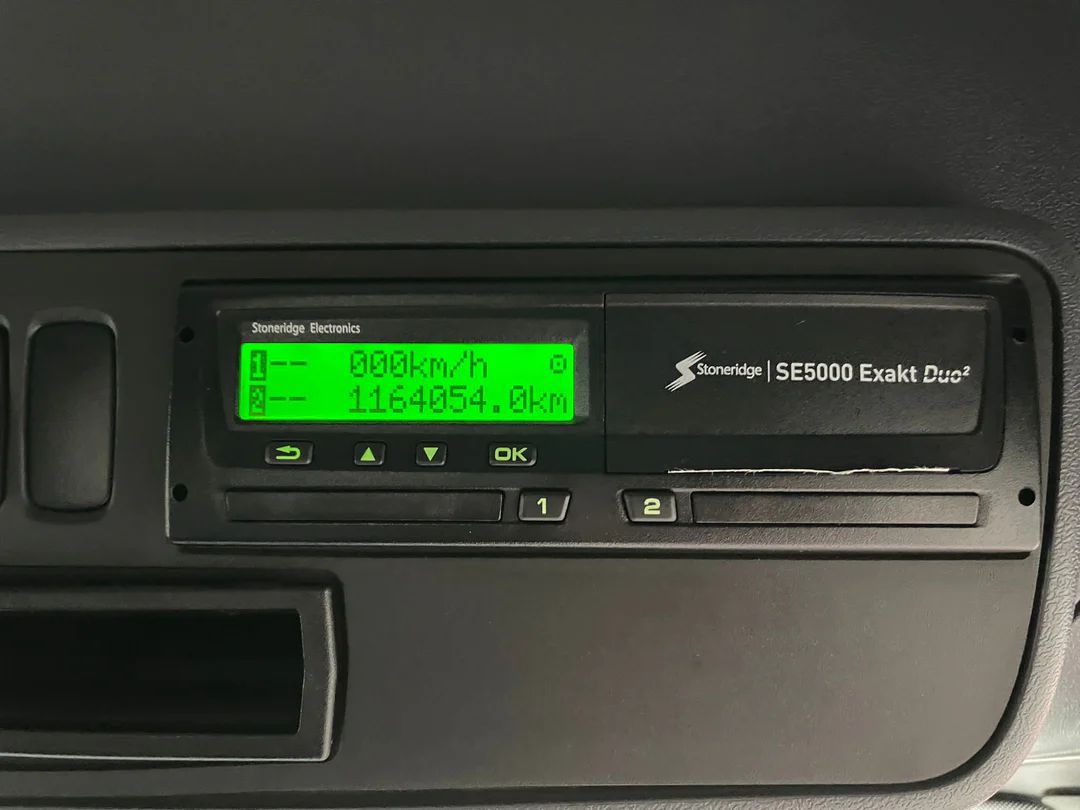 Stoneridge Electronics
1-- 000km/h
2-- 1164054.0km
Stoneridge | SE5000 Exakt Duo²
OK
1
2